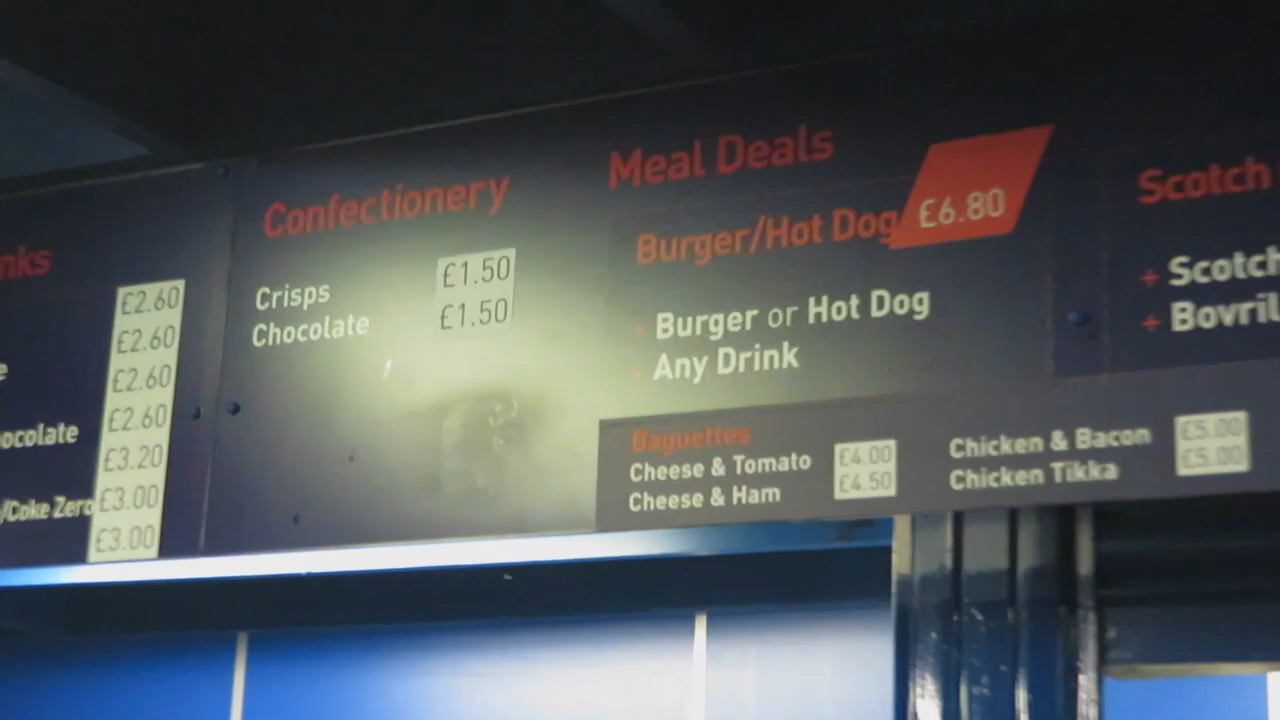 £2.60
£2.60
£2.60
£2.60
£3.20
/Coke Zero £3.00
£3.00
Confectionery
Crisps £1.50
Chocolate £1.50
Meal Deals
Burger/Hot Dog £6.80
+ Burger or Hot Dog
+ Any Drink
Baguettes
Cheese & Tomato £4.00
Cheese & Ham £4.50
Chicken & Bacon £5.00
Chicken Tikka £5.00
Scotch
+ Scotch
+ Bovril